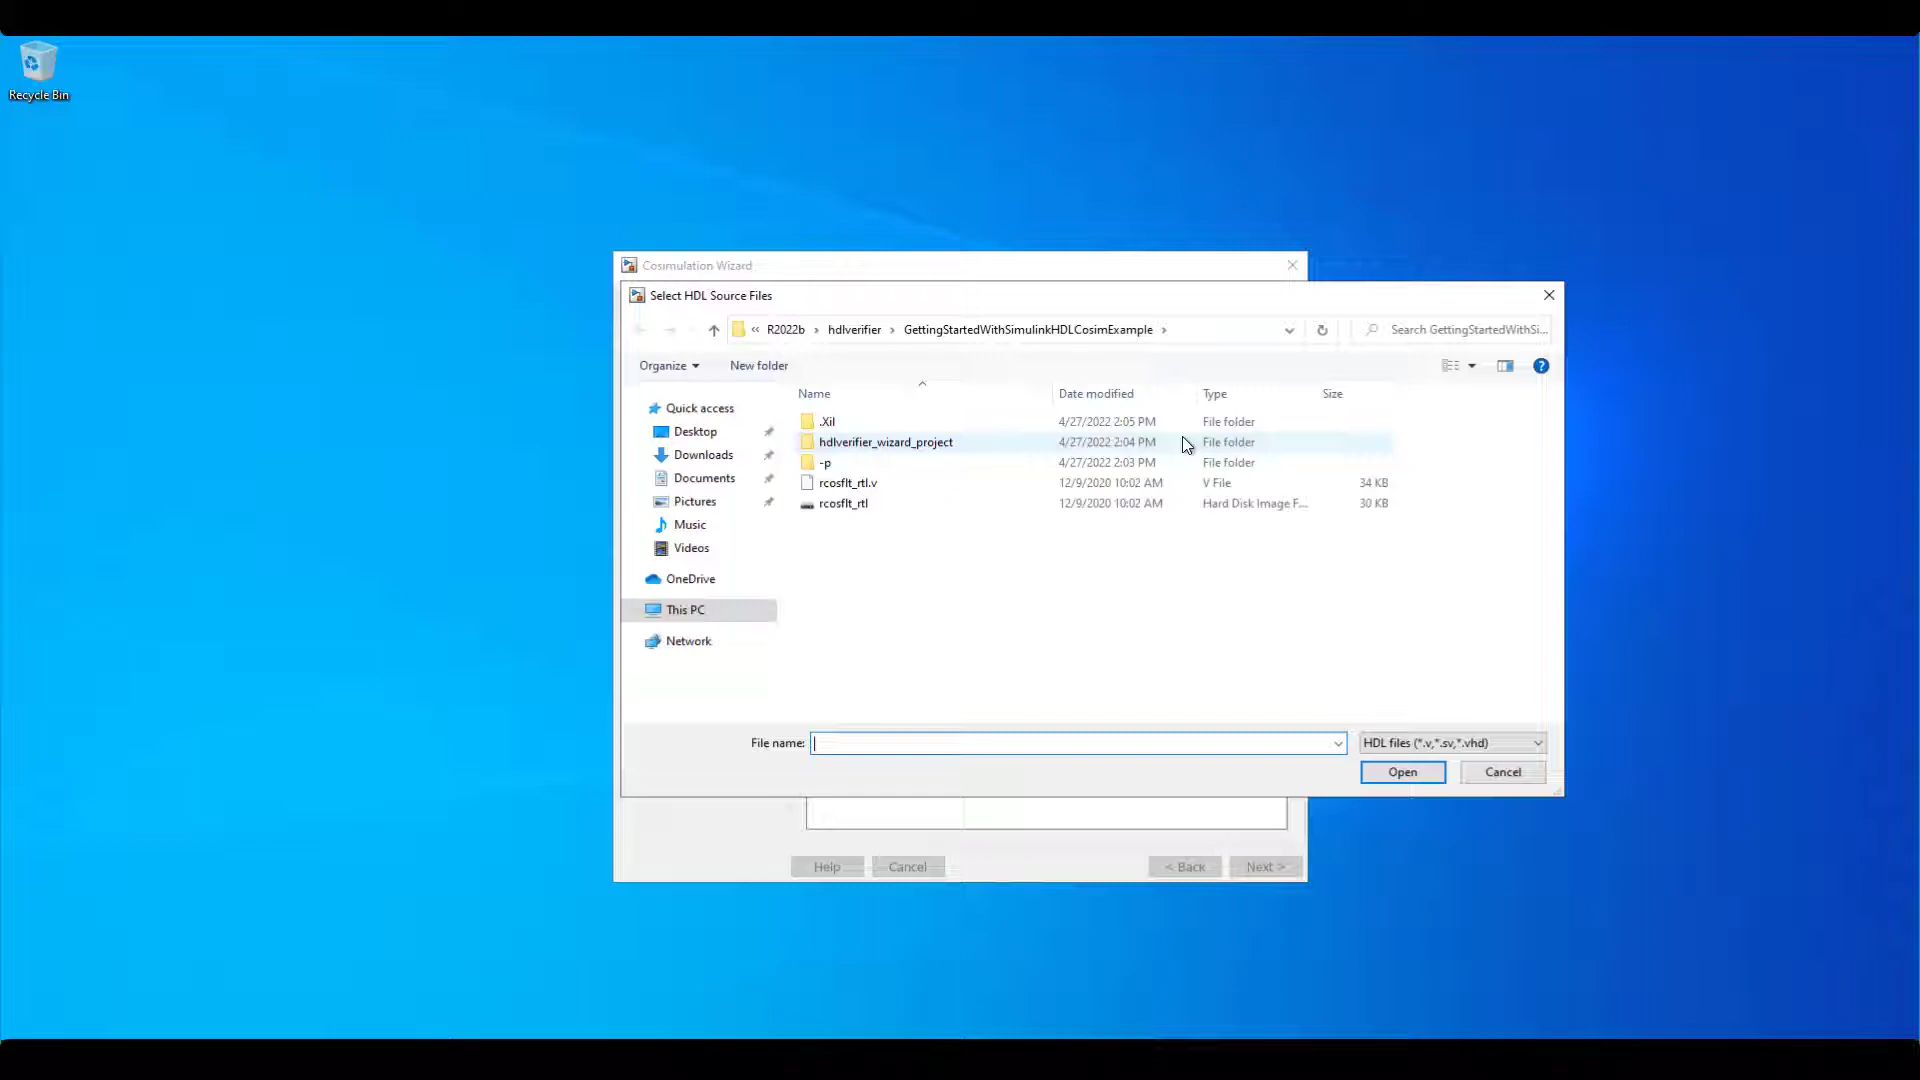 Recycle Bin
Cosimulation Wizard
Select HDL Source Files
« R2022b › hdlverifier › GettingStartedWithSimulinkHDLCosimExample ›
Search GettingStartedWithSi...
Organize
New folder
Name
Date modified
Type
Size
Quick access
Desktop
Downloads
Documents
Pictures
Music
Videos
OneDrive
This PC
Network
.Xil 4/27/2022 2:05 PM File folder
hdlverifier_wizard_project 4/27/2022 2:04 PM File folder
-p 4/27/2022 2:03 PM File folder
rcosflt_rtl.v 12/9/2020 10:02 AM V File 34 KB
rcosflt_rtl 12/9/2020 10:02 AM Hard Disk Image F... 30 KB
File name:
HDL files (*.v,*.sv,*.vhd)
Open
Cancel
Help
Cancel
< Back
Next >